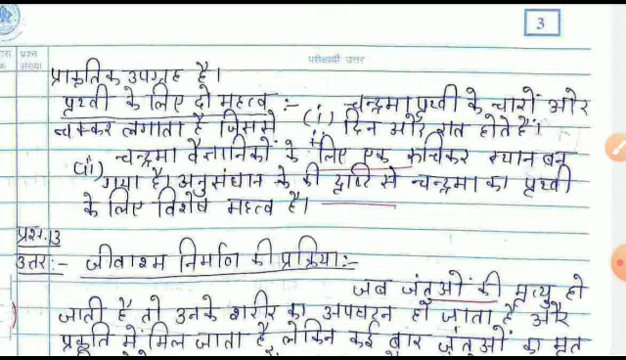 3
प्रश्न
संख्या
परीक्षार्थी उत्तर
प्राकृतिक उपग्रह है।
पृथ्वी के लिए दो महत्व :- चन्द्रमा पृथ्वी के चारों ओर
चक्कर लगाता है जिससे (i) दिन और रात होते हैं।
(ii) चन्द्रमा वैज्ञानिकों के लिए एक रूचिकर स्थान बन
गया है। अनुसंधान के की दृष्टि से चन्द्रमा का पृथ्वी
के लिए विशेष महत्व है।
प्रश्न.13
उत्तर:- जीवाश्म निर्माण की प्रक्रिया:-
जब जंतुओं की मृत्यु हो
जाती है तो उनके शरीर का अपघटन हो जाता है और
प्रकृति में मिल जाता है लेकिन कई बार जंतुओं का मृत